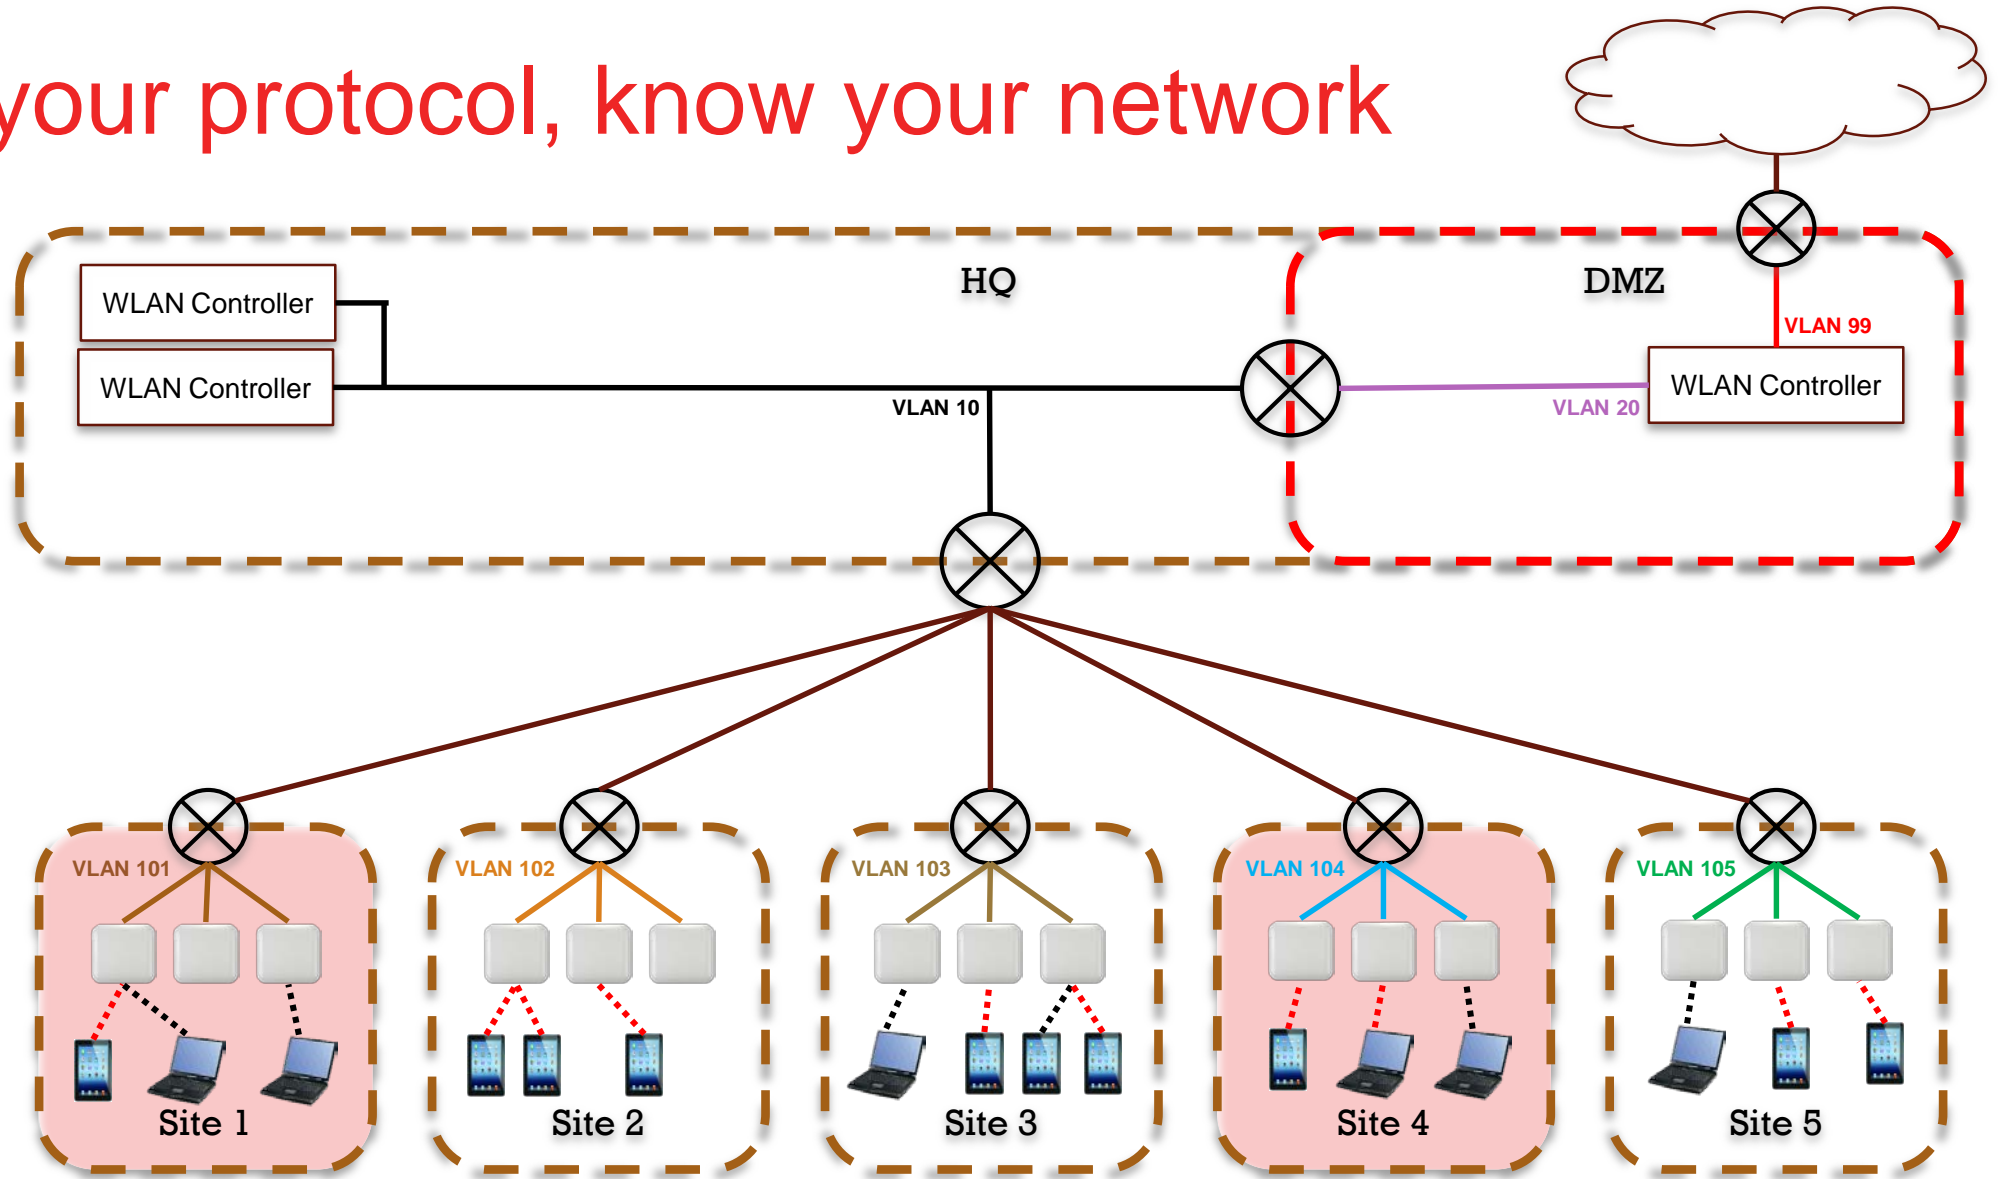 your protocol, know your network
HQ
DMZ
WLAN Controller
VLAN 99
WLAN Controller
WLAN Controller
VLAN 10
VLAN 20
VLAN 101
VLAN 102
VLAN 103
VLAN 104
VLAN 105
Site 1
Site 2
Site 3
Site 4
Site 5